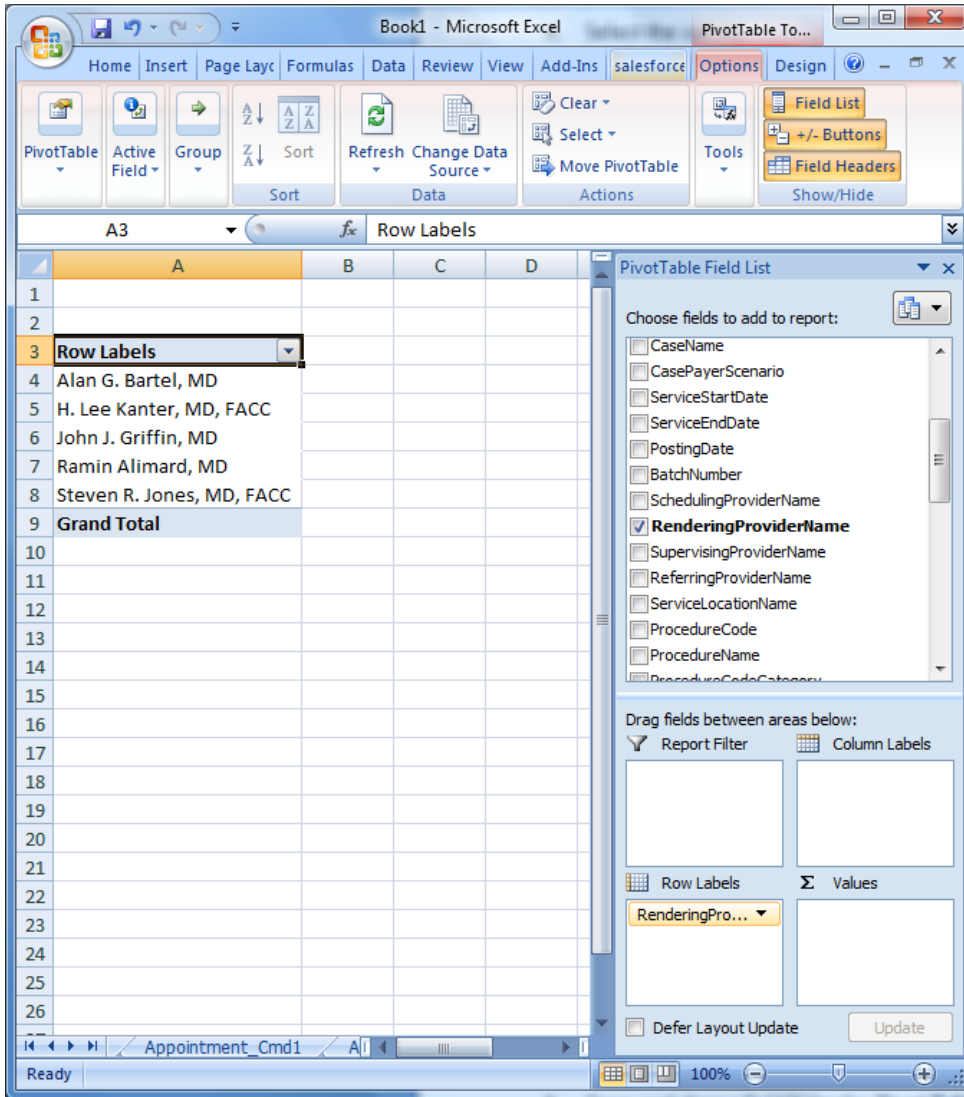 Book1 - Microsoft Excel
PivotTable To...
Home Insert Page Layc Formulas Data Review View Add-Ins salesforce Options Design
PivotTable
Active Field
Group
Sort
Sort
Refresh
Change Data Source
Data
Clear
Select
Move PivotTable
Actions
Tools
Field List
+/- Buttons
Field Headers
Show/Hide
A3
fx Row Labels
A B C D
1
2
3 Row Labels
4 Alan G. Bartel, MD
5 H. Lee Kanter, MD, FACC
6 John J. Griffin, MD
7 Ramin Alimard, MD
8 Steven R. Jones, MD, FACC
9 Grand Total
10
11
12
13
14
15
16
17
18
19
20
21
22
23
24
25
26
PivotTable Field List
Choose fields to add to report:
CaseName
CasePayerScenario
ServiceStartDate
ServiceEndDate
PostingDate
BatchNumber
SchedulingProviderName
RenderingProviderName
SupervisingProviderName
ReferringProviderName
ServiceLocationName
ProcedureCode
ProcedureName
ProcedureCodeCategory
Drag fields between areas below:
Report Filter
Column Labels
Row Labels
Σ Values
RenderingPro...
Defer Layout Update
Update
Appointment_Cmd1
Ready
100%